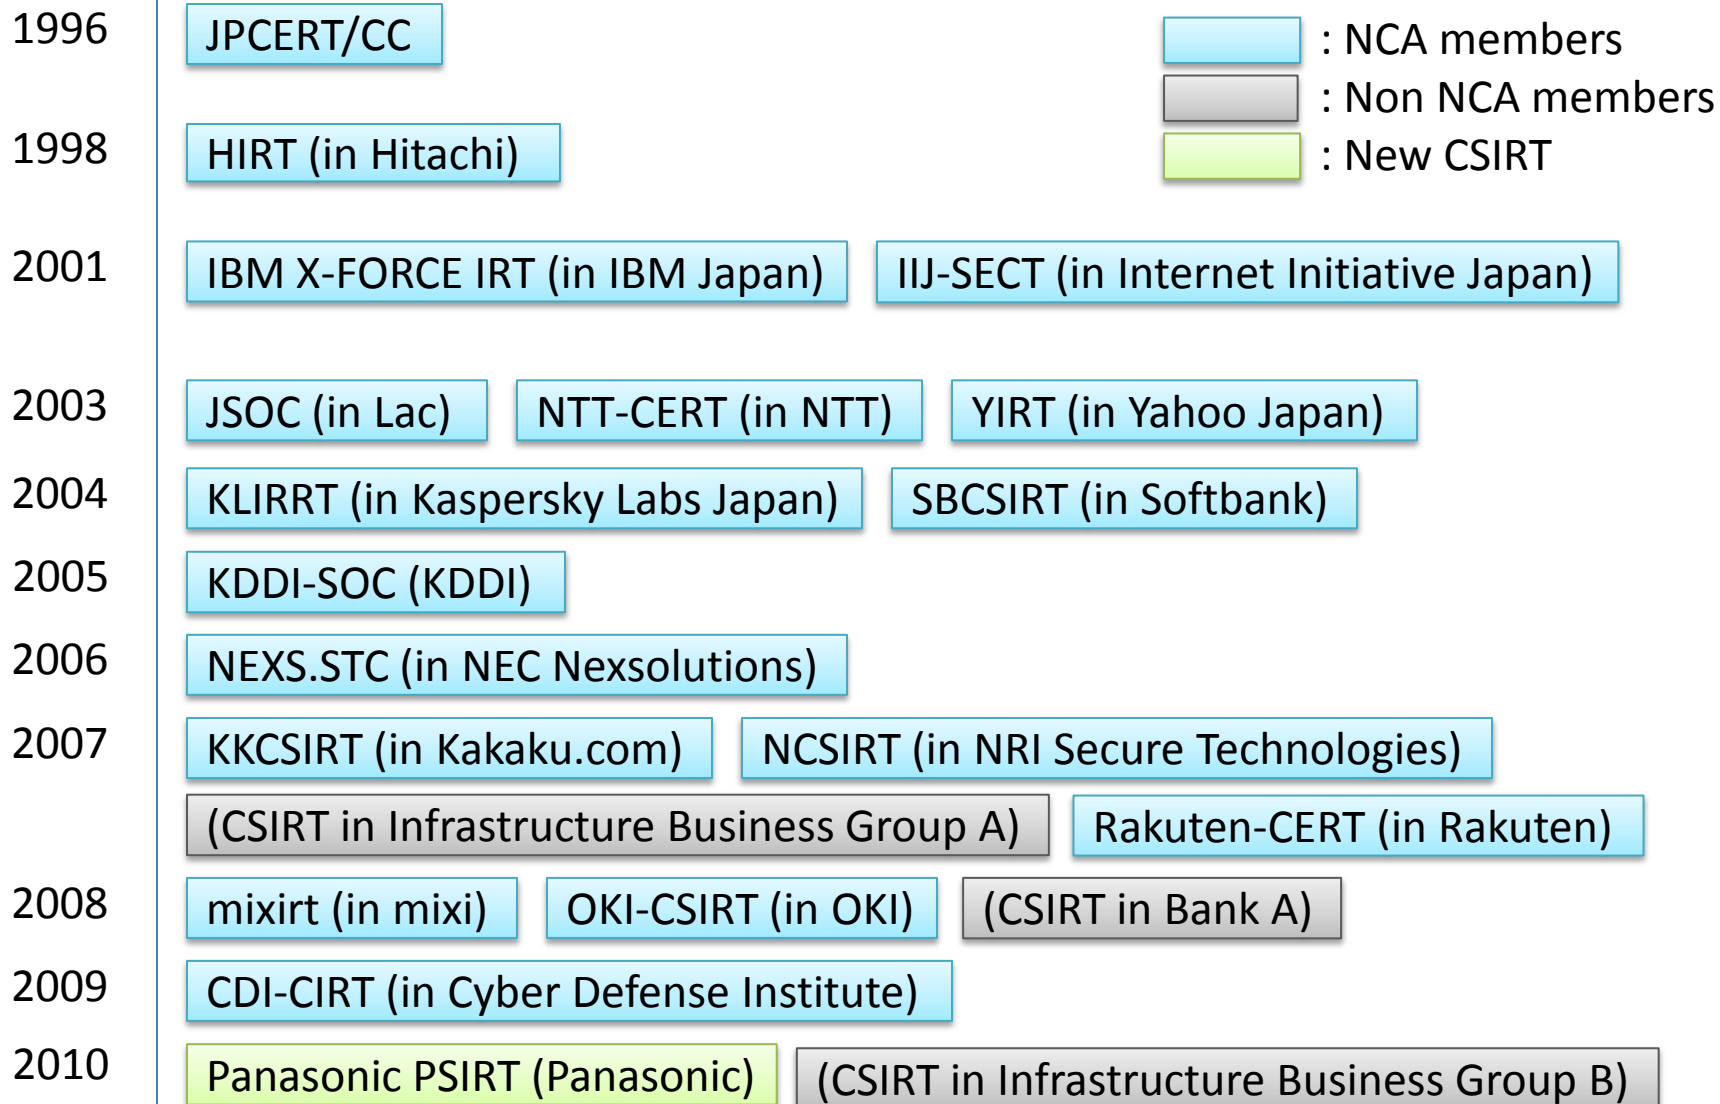 1996 JPCERT/CC
: NCA members
: Non NCA members
1998 HIRT (in Hitachi)
: New CSIRT
2001 IBM X-FORCE IRT (in IBM Japan) IIJ-SECT (in Internet Initiative Japan)
2003 JSOC (in Lac) NTT-CERT (in NTT) YIRT (in Yahoo Japan)
2004 KLIRRT (in Kaspersky Labs Japan) SBCSIRT (in Softbank)
2005 KDDI-SOC (KDDI)
2006 NEXS.STC (in NEC Nexsolutions)
2007 KKCSIRT (in Kakaku.com) NCSIRT (in NRI Secure Technologies)
(CSIRT in Infrastructure Business Group A) Rakuten-CERT (in Rakuten)
2008 mixirt (in mixi) OKI-CSIRT (in OKI) (CSIRT in Bank A)
2009 CDI-CIRT (in Cyber Defense Institute)
2010 Panasonic PSIRT (Panasonic) (CSIRT in Infrastructure Business Group B)